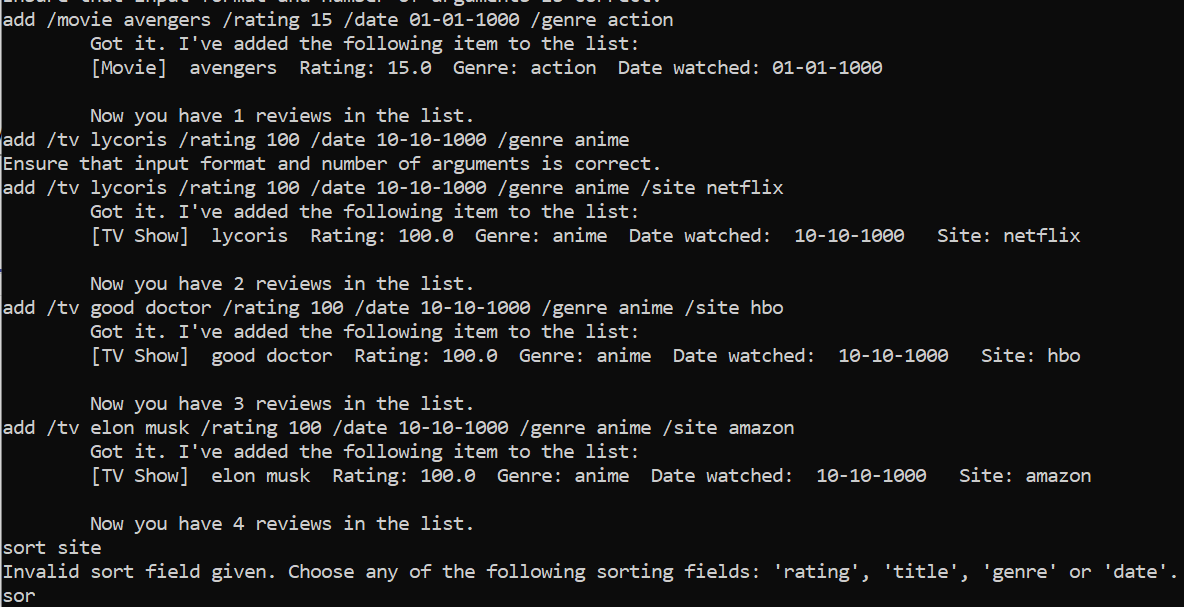 Ensure that input format and number of arguments is correct.
add /movie avengers /rating 15 /date 01-01-1000 /genre action
Got it. I've added the following item to the list:
[Movie]  avengers  Rating: 15.0  Genre: action  Date watched: 01-01-1000
Now you have 1 reviews in the list.
add /tv lycoris /rating 100 /date 10-10-1000 /genre anime
Ensure that input format and number of arguments is correct.
add /tv lycoris /rating 100 /date 10-10-1000 /genre anime /site netflix
Got it. I've added the following item to the list:
[TV Show]  lycoris  Rating: 100.0  Genre: anime  Date watched:  10-10-1000   Site: netflix
Now you have 2 reviews in the list.
add /tv good doctor /rating 100 /date 10-10-1000 /genre anime /site hbo
Got it. I've added the following item to the list:
[TV Show]  good doctor  Rating: 100.0  Genre: anime  Date watched:  10-10-1000   Site: hbo
Now you have 3 reviews in the list.
add /tv elon musk /rating 100 /date 10-10-1000 /genre anime /site amazon
Got it. I've added the following item to the list:
[TV Show]  elon musk  Rating: 100.0  Genre: anime  Date watched:  10-10-1000   Site: amazon
Now you have 4 reviews in the list.
sort site
Invalid sort field given. Choose any of the following sorting fields: 'rating', 'title', 'genre' or 'date'.
sor